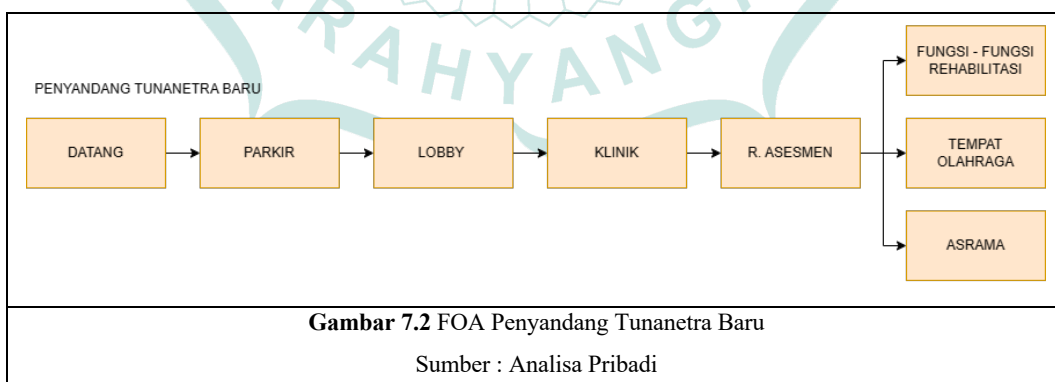 RAHYANGA
PENYANDANG TUNANETRA BARU
DATANG
PARKIR
LOBBY
KLINIK
R. ASESMEN
FUNGSI - FUNGSI
REHABILITASI
TEMPAT
OLAHRAGA
ASRAMA
Gambar 7.2 FOA Penyandang Tunanetra Baru
Sumber : Analisa Pribadi